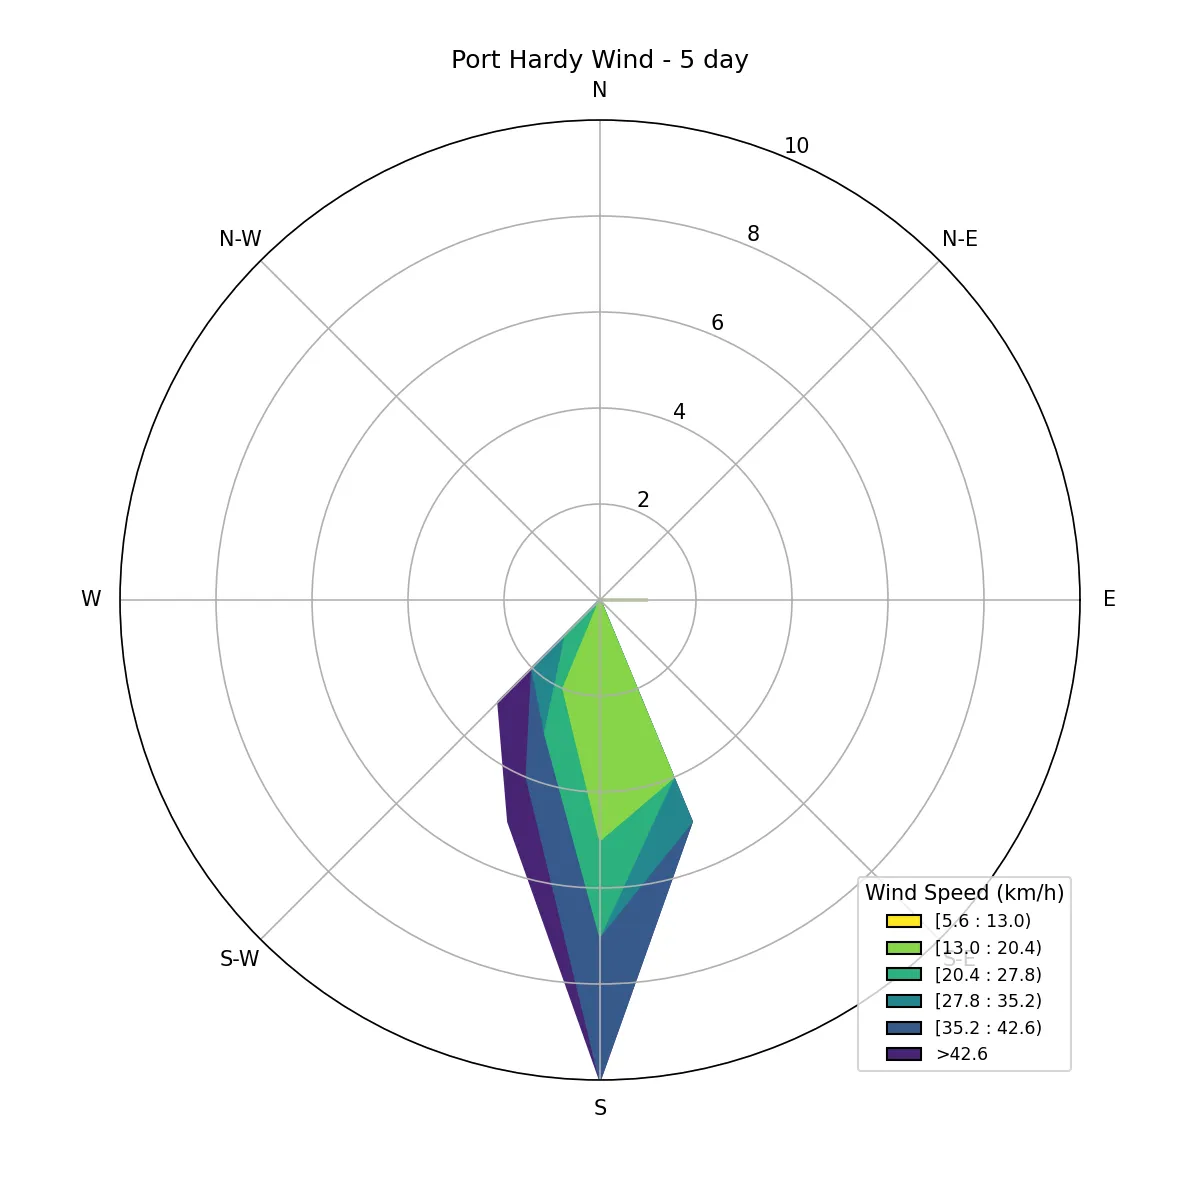 Port Hardy Wind - 5 day
N
10
N-W
8
N-E
6
4
2
W
E
Wind Speed (km/h)
[5.6 : 13.0)
[13.0 : 20.4)
S-W
S-E
[20.4 : 27.8)
[27.8 : 35.2)
[35.2 : 42.6)
>42.6
S